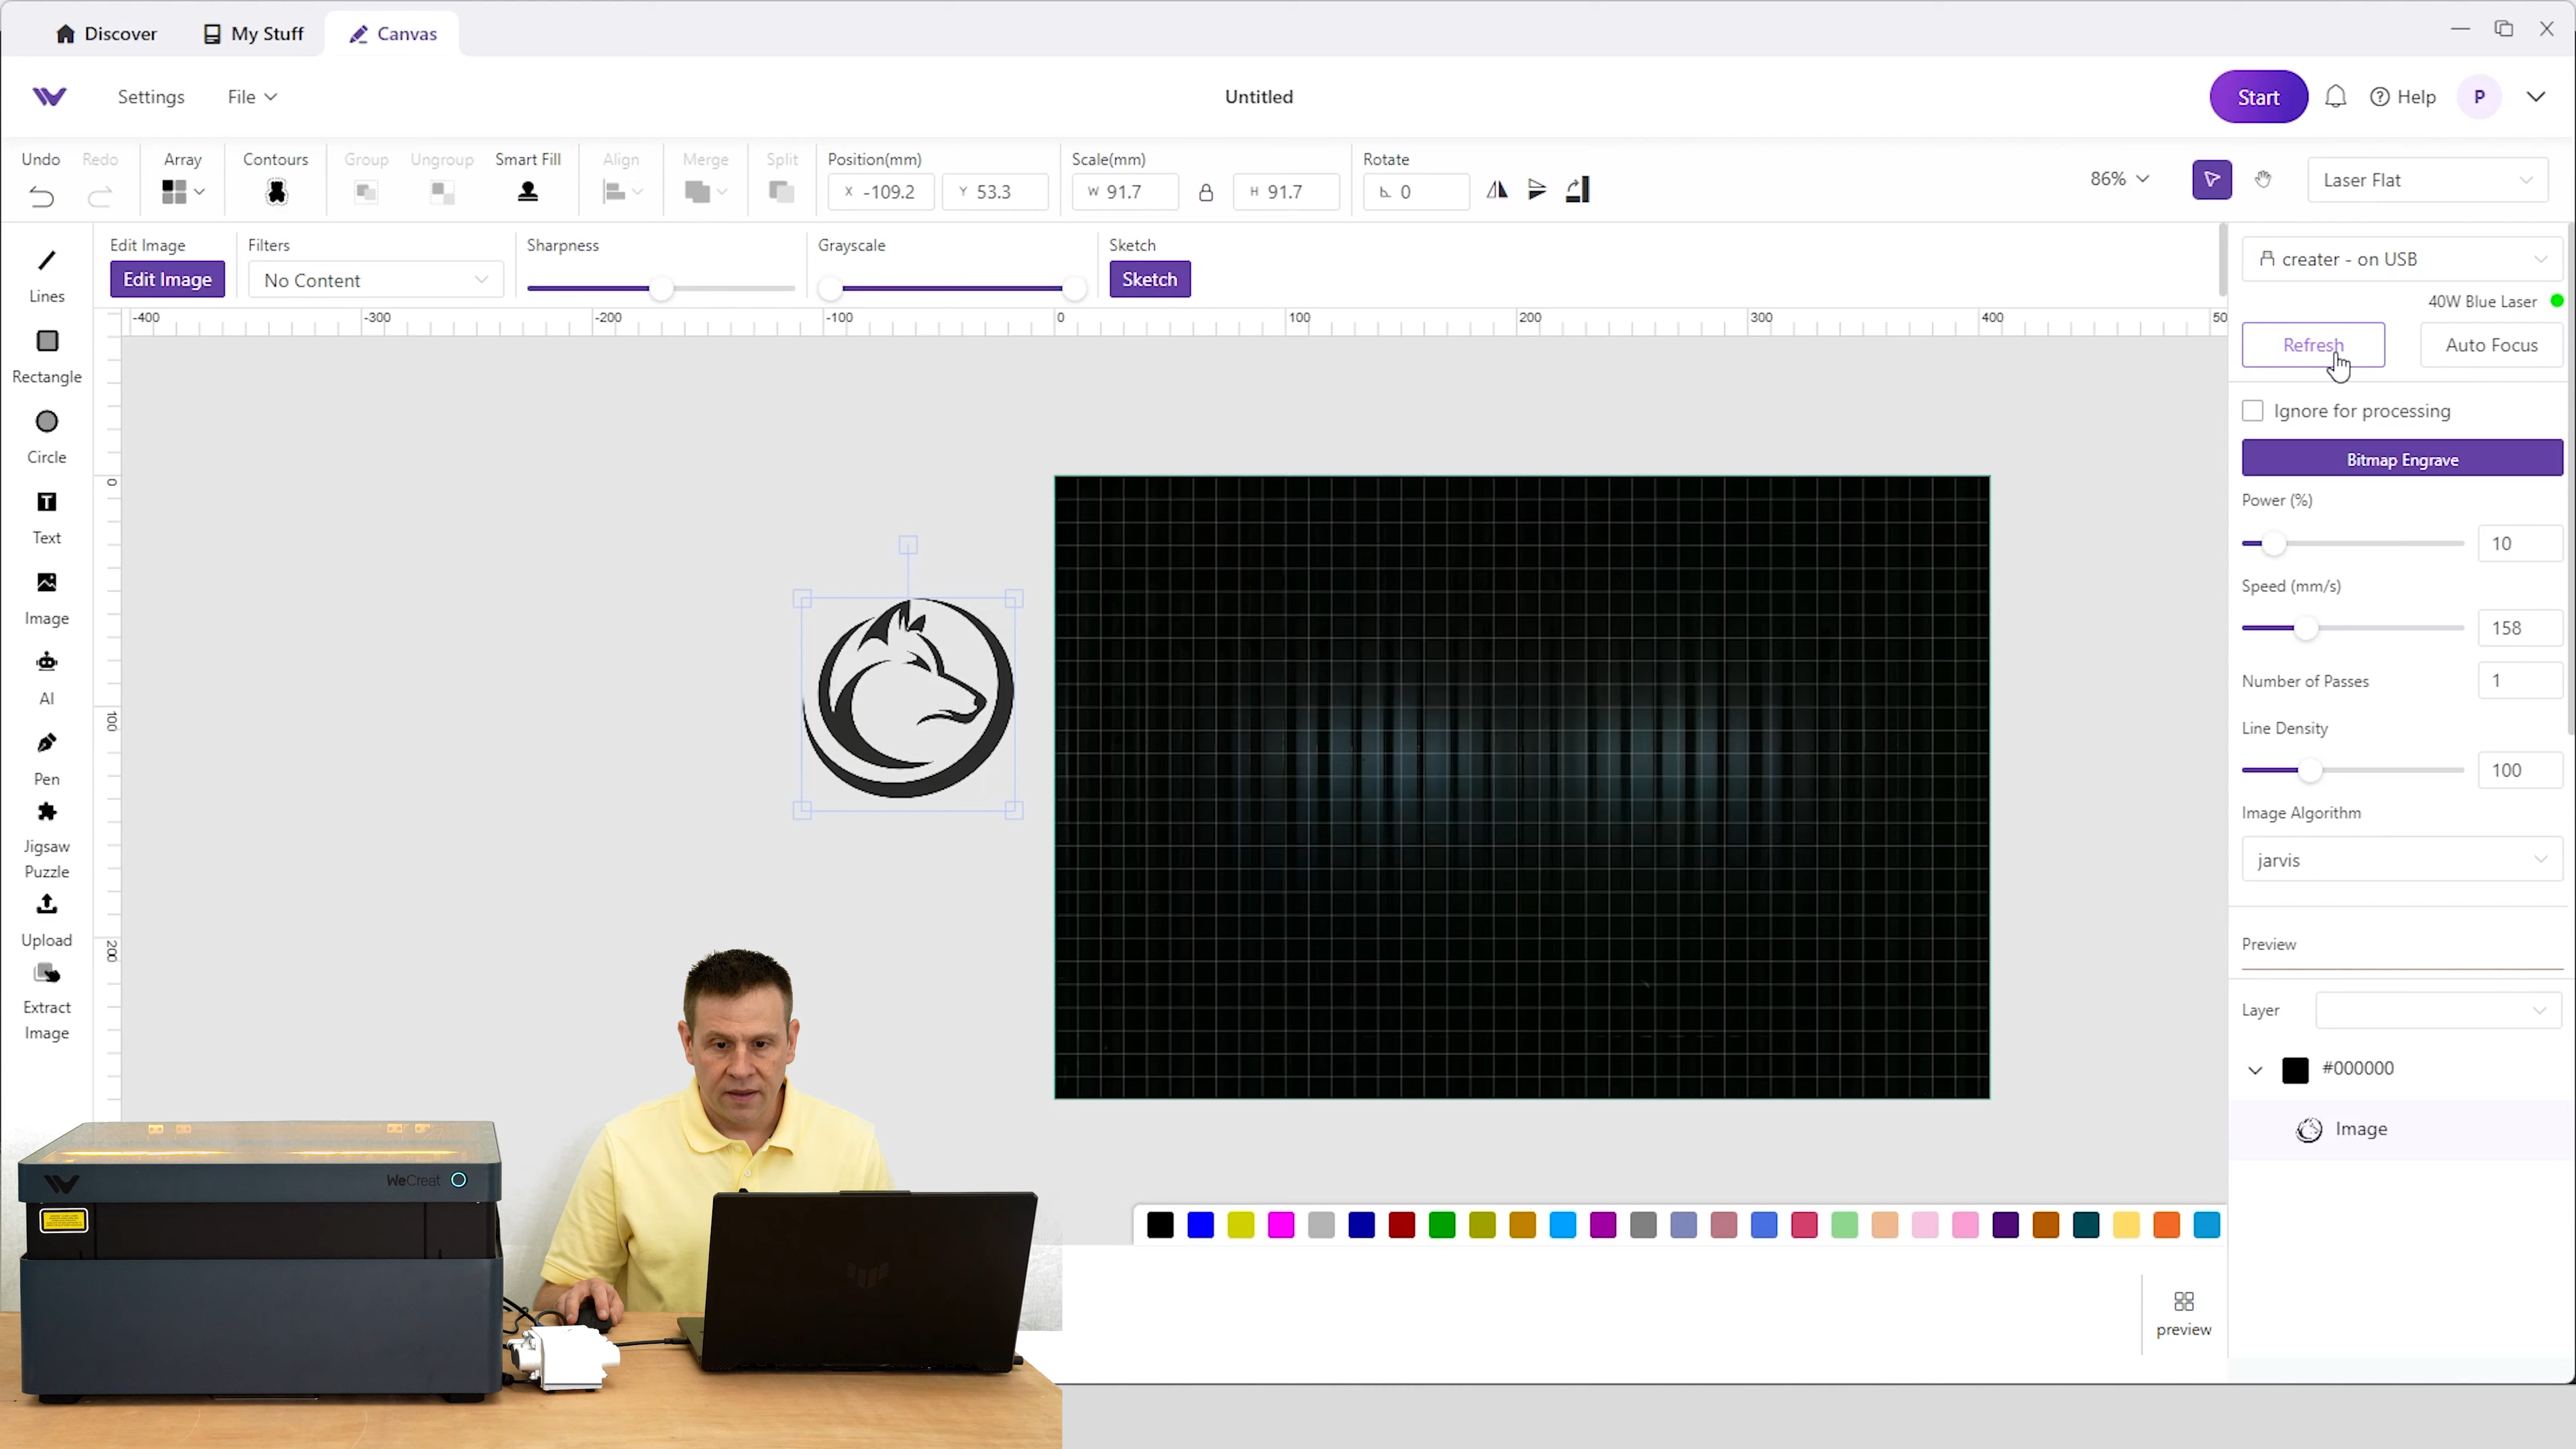 Discover
My Stuff
Canvas
Settings
File
Untitled
Start
Help
P
Undo
Redo
Array
Contours
Group
Ungroup
Smart Fill
Align
Merge
Split
Position(mm)
X -109.2
Y 53.3
Scale(mm)
W 91.7
H 91.7
Rotate
0
86%
Laser Flat
Edit Image
Edit Image
Filters
No Content
Sharpness
Grayscale
Sketch
Sketch
-400
-300
-200
-100
0
100
200
300
400
50
0
100
200
Lines
Rectangle
Circle
Text
Image
AI
Pen
Jigsaw
Puzzle
Upload
Extract
Image
creater - on USB
40W Blue Laser
Refresh
Auto Focus
Ignore for processing
Bitmap Engrave
Power (%)
10
Speed (mm/s)
158
Number of Passes
1
Line Density
100
Image Algorithm
jarvis
Preview
Layer
#000000
Image
preview
WeCreat